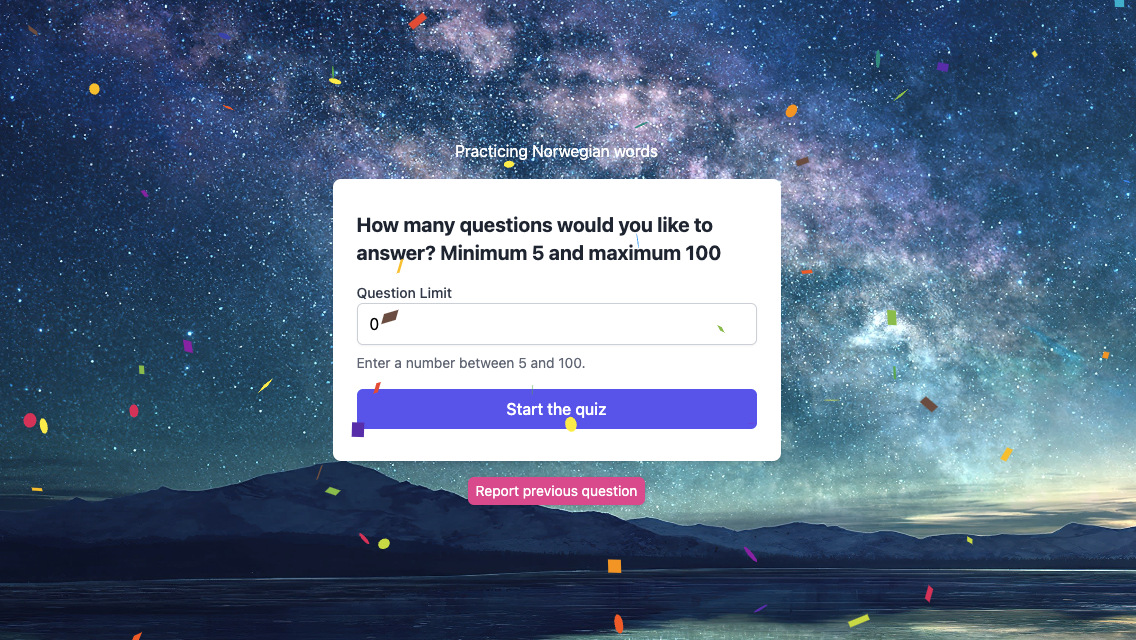 Practicing Norwegian words
How many questions would you like to
answer? Minimum 5 and maximum 100
Question Limit
0
Enter a number between 5 and 100.
Start the quiz
Report previous question